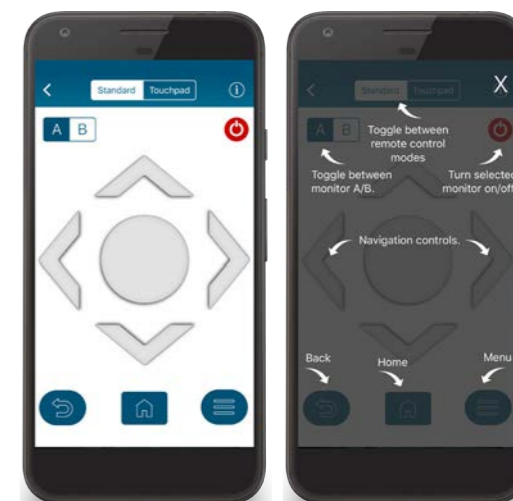 Standard Touchpad
A B
X
Standard Touchpad
A B
Toggle between
remote control
modes
Toggle between
monitor A/B.
Turn selected
monitor on/off
Navigation controls.
Back
Home
Menu